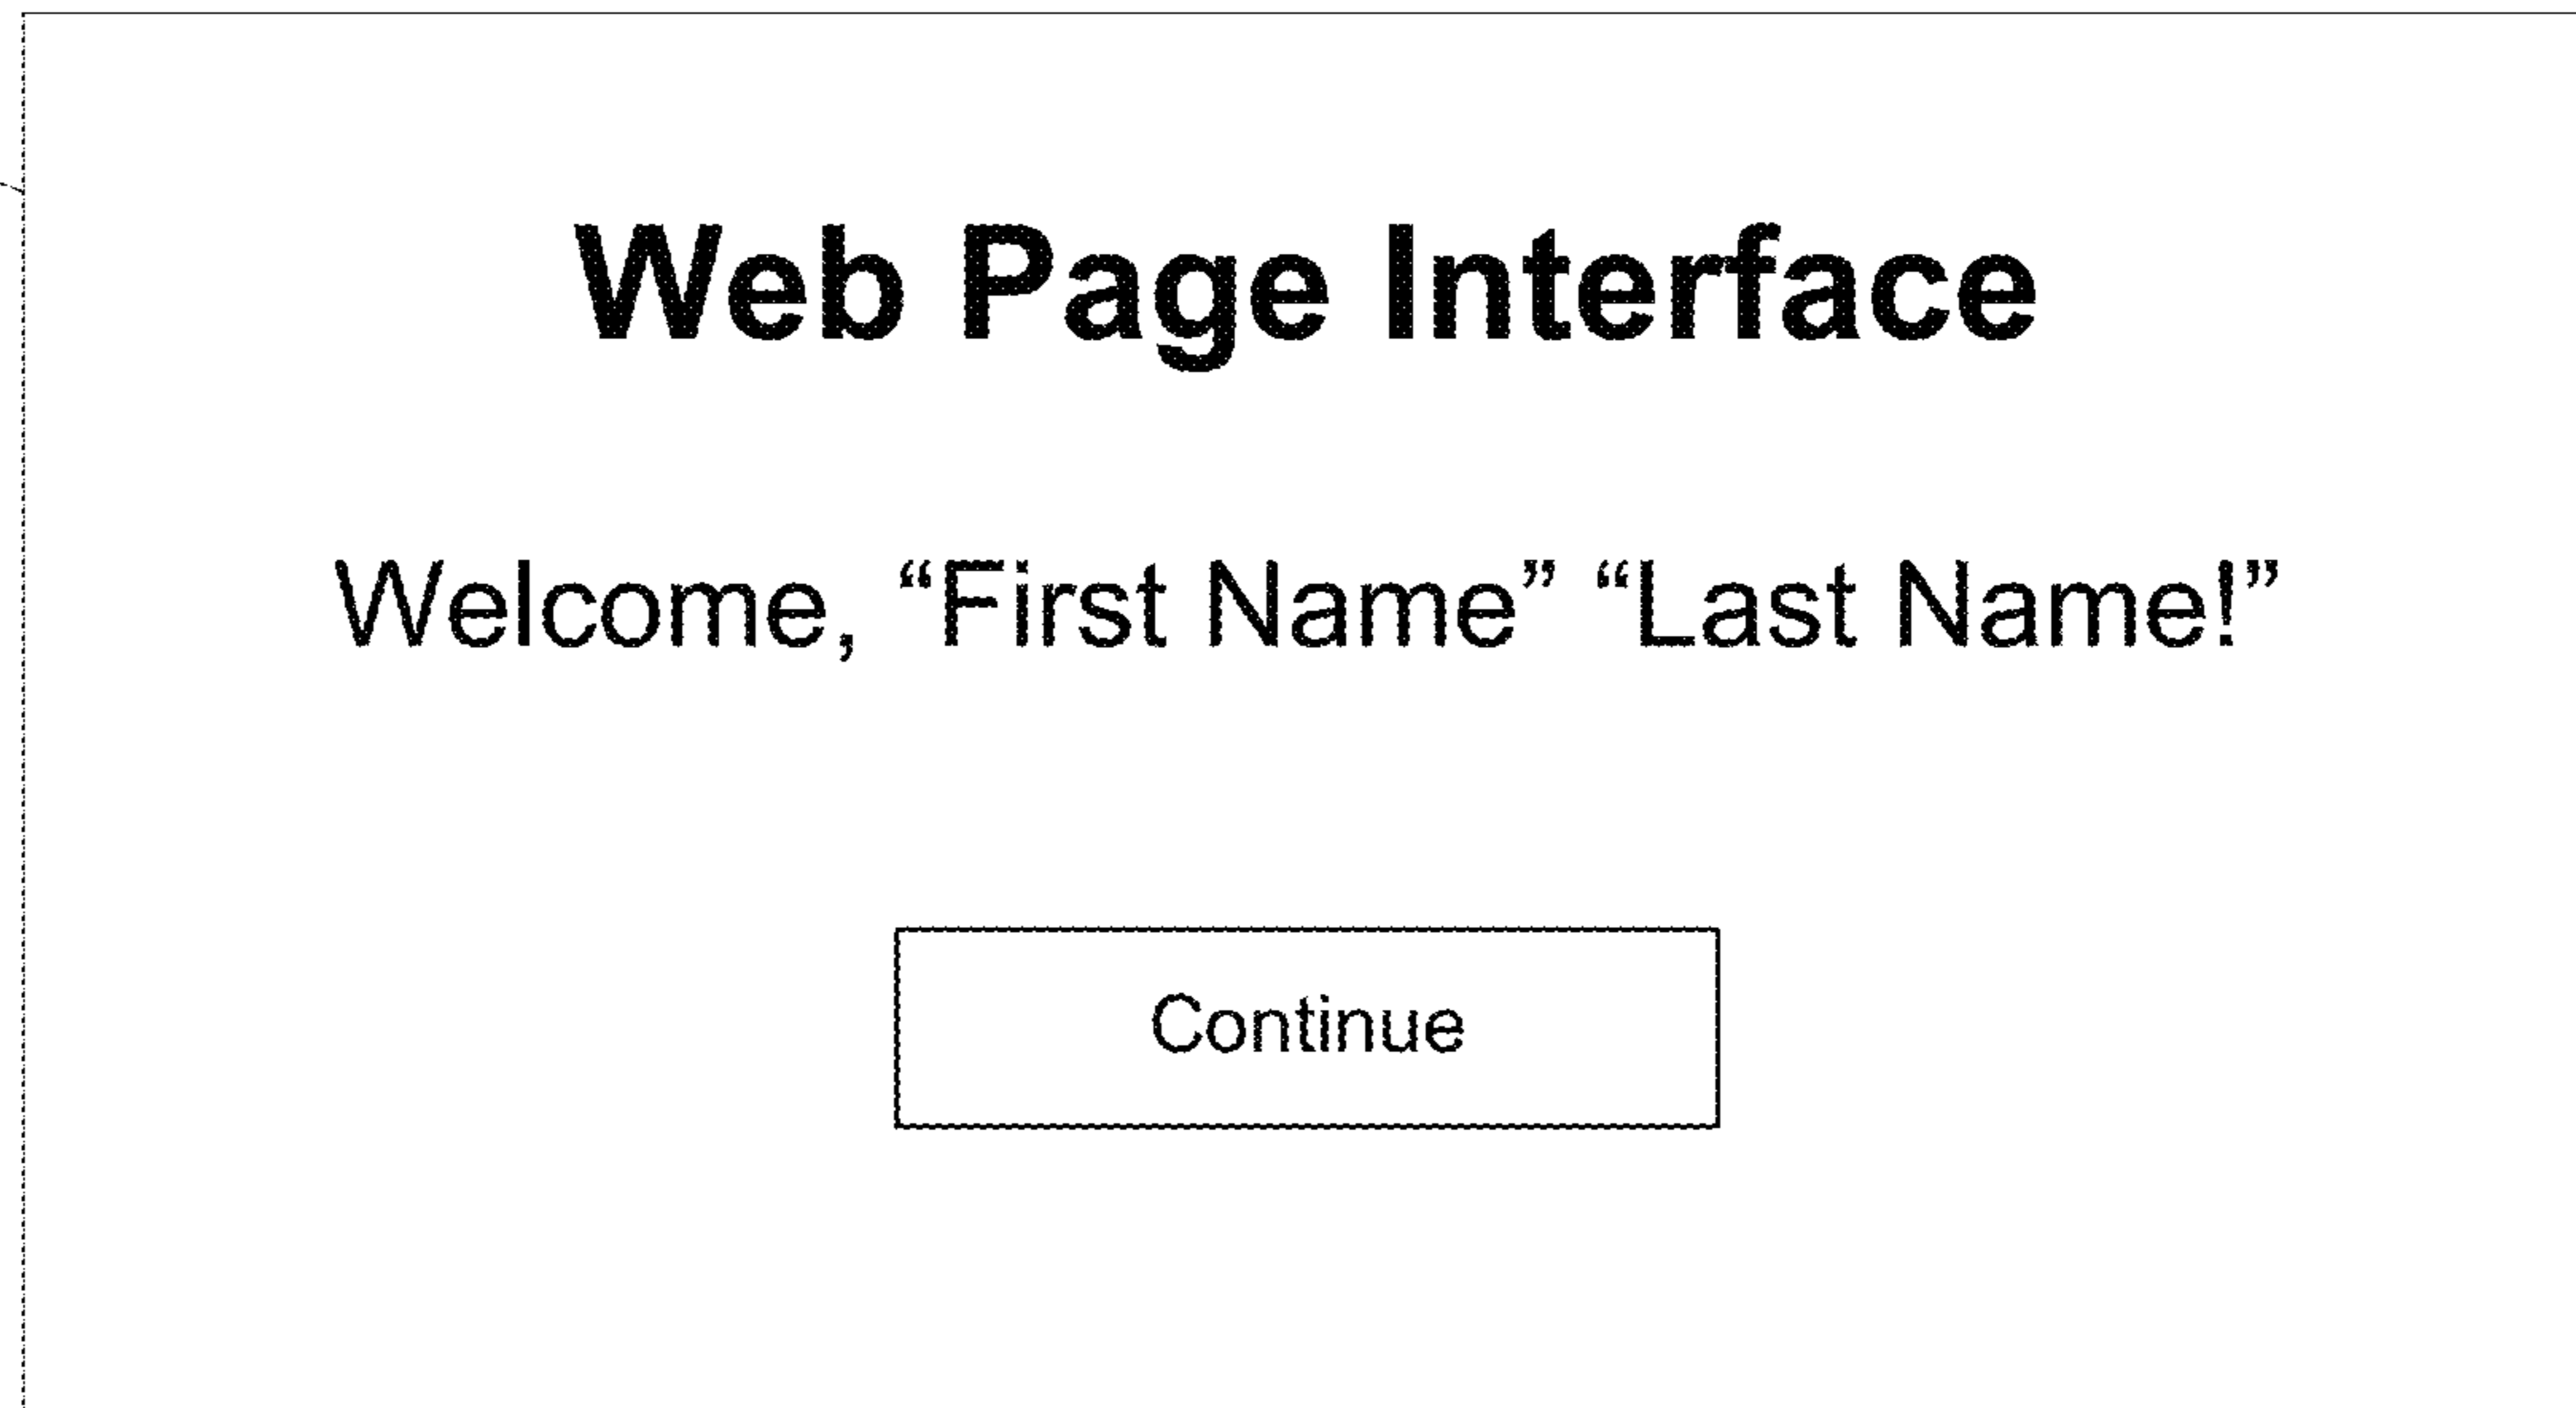 Web Page Interface
Welcome, “First Name” “Last Name!”
Continue